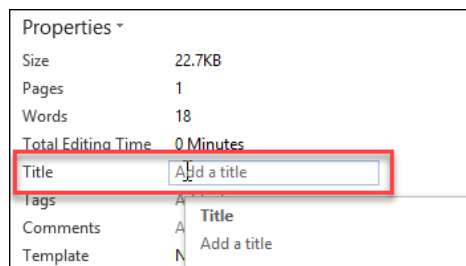 Properties
Size 22.7KB
Pages 1
Words 18
Total Editing Time 0 Minutes
Title Add a title
Tags
Title
Comments
Add a title
Template